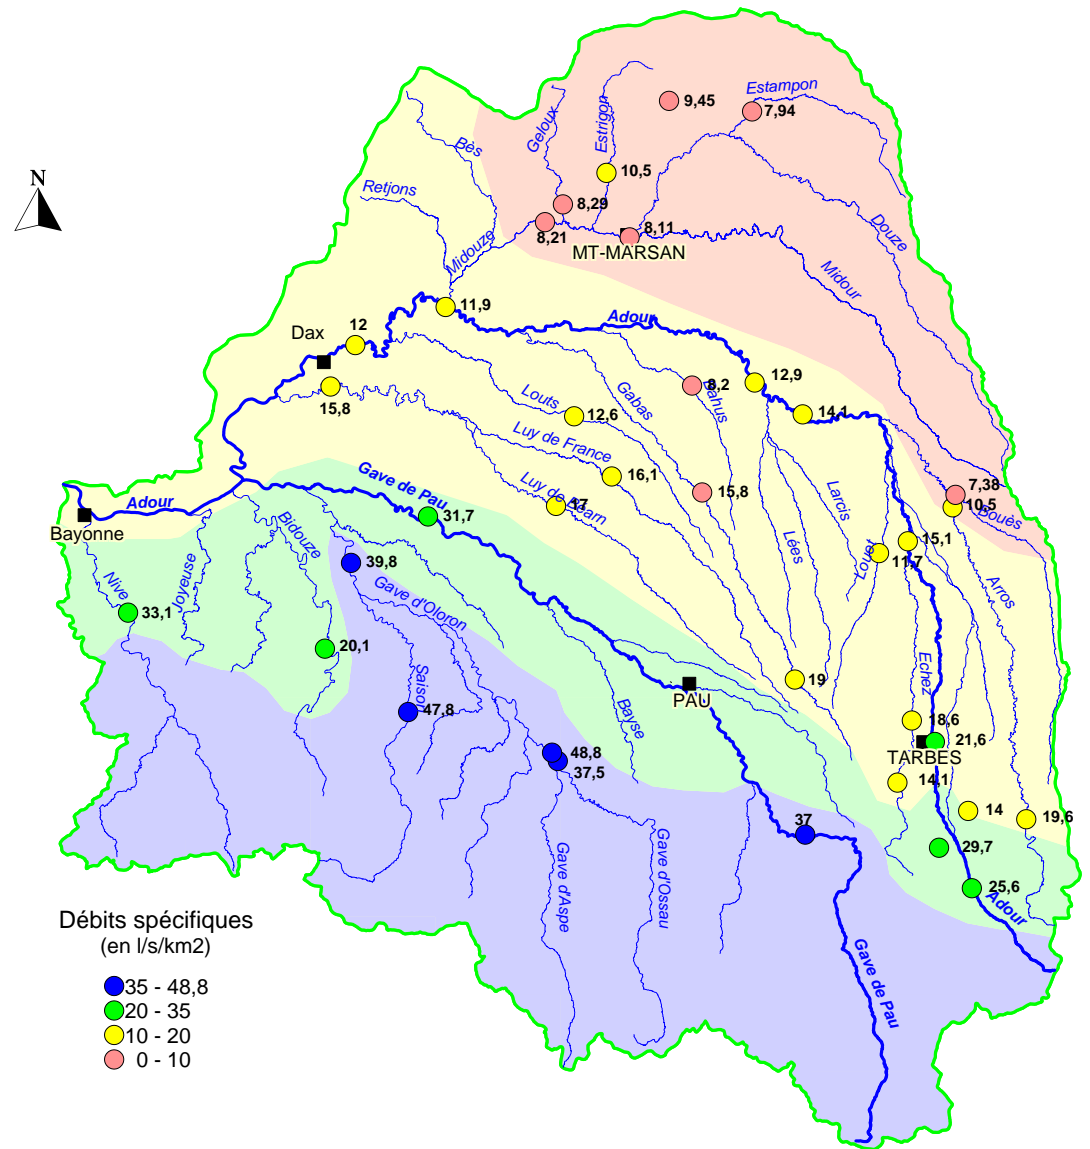 N
Estampon
9,45
7,94
Geloux
Estrigon
Bès
10,5
Retjons
8,29
8,21
8,11
MT-MARSAN
Douze
Midouze
Midour
11,9
Adour
Dax
12
12,9
8,2
Bahus
15,8
Louts
Gabas
14,1
12,6
Luy de France
16,1
Gave de Pau
Luy de Béarn
17
15,8
7,38
10,5
Bouès
Larcis
Adour
Bayonne
31,7
Bidouze
Lées
Louet
15,1
11,7
39,8
Joyeuse
Nive
Gave d'Oloron
Arros
33,1
20,1
Saison
Echez
19
47,8
PAU
Bayse
18,6
21,6
TARBES
48,8
37,5
14,1
14
19,6
37
29,7
Gave d'Aspe
Gave d'Ossau
25,6
Adour
Débits spécifiques
(en l/s/km2)
Gave de Pau
35 - 48,8
20 - 35
10 - 20
0 - 10